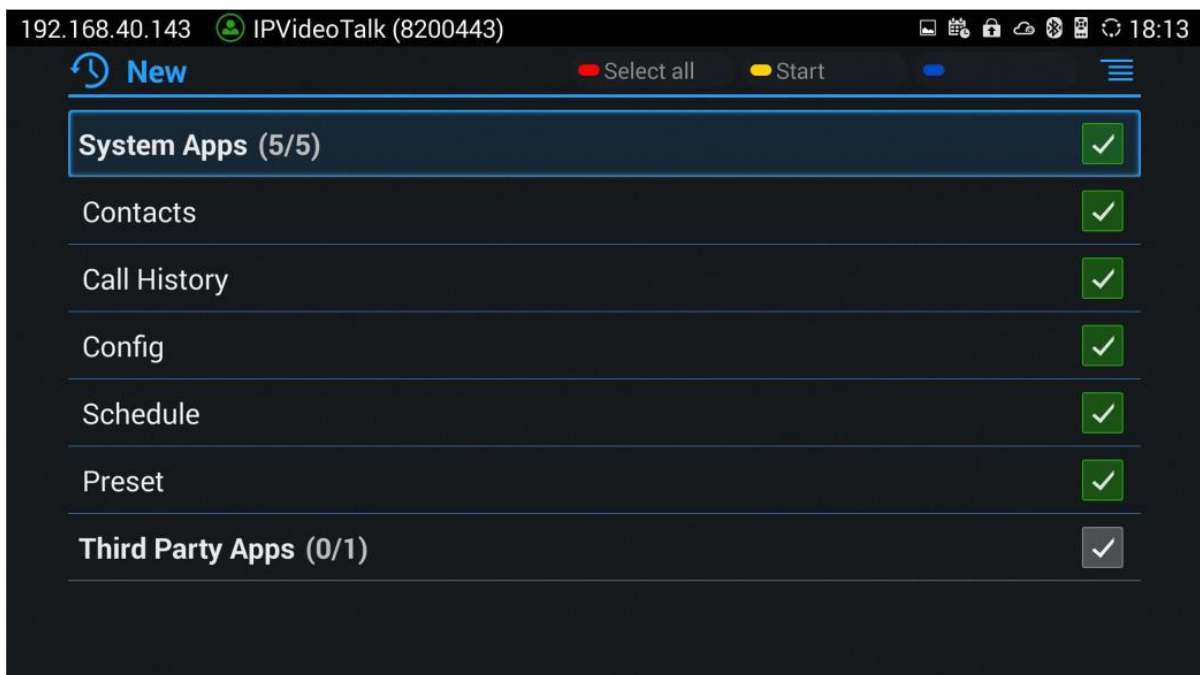 192.168.40.143 IPVideoTalk (8200443) 18:13
New Select all Start
System Apps (5/5)
Contacts
Call History
Config
Schedule
Preset
Third Party Apps (0/1)